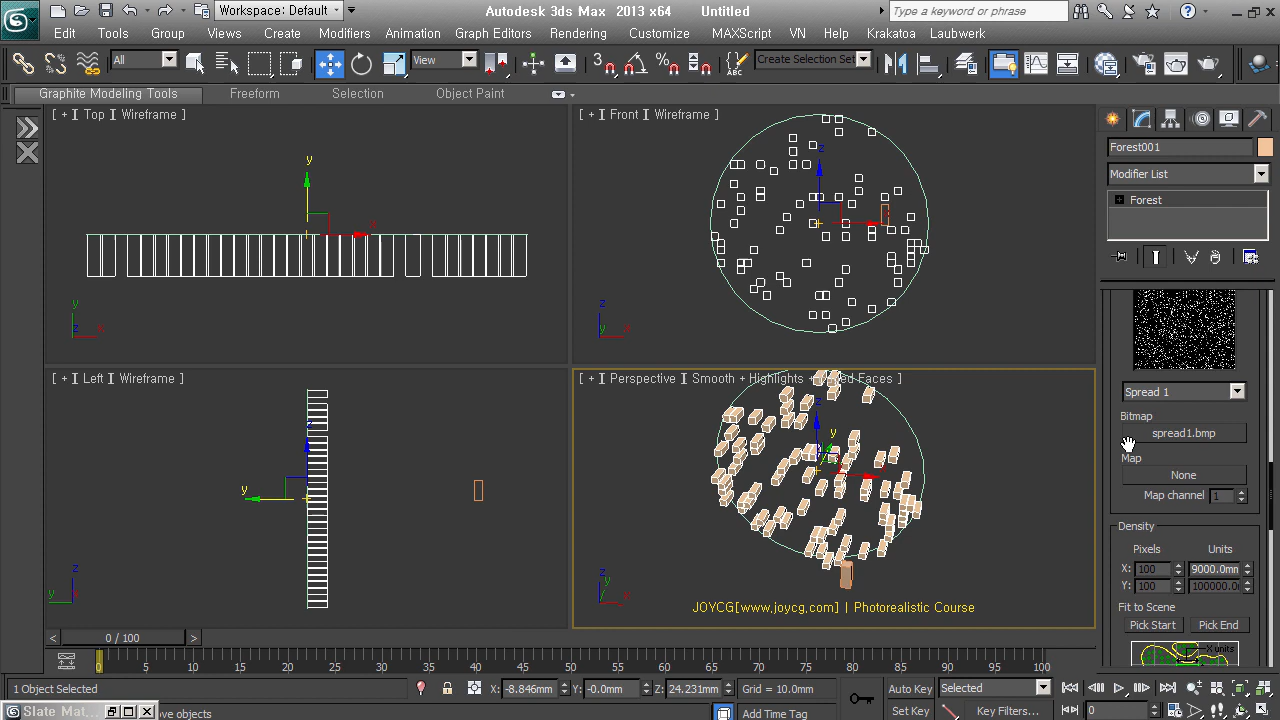 Workspace: Default
Autodesk 3ds Max 2013 x64
Untitled
Type a keyword or phrase
Edit
Tools
Group
Views
Create
Modifiers
Animation
Graph Editors
Rendering
Customize
MAXScript
VN
Help
Krakatoa
Laubwerk
All
View
3
Create Selection Set
Graphite Modeling Tools
Freeform
Selection
Object Paint
[ + ] Top ] Wireframe ]
[ + ] Front ] Wireframe ]
[ + ] Left ] Wireframe ]
[ + ] Perspective ] Smooth + Highlights +
Faces ]
JOYCG[www.joycg.com] | Photorealistic Course
Forest001
Modifier List
Forest
Spread 1
Bitmap
spread1.bmp
Map
None
Map channel 1
Density
Pixels Units
X: 100 9000.0mm
Y: 100 100000.0
Fit to Scene
Pick Start Pick End
X units
0 / 100
0 5 10 15 20 25 30 35 40 45 50 55 60 65 70 75 80 85 90 95 100
1 Object Selected
X: -8.846mm Y: -0.0mm Z: 24.231mm Grid = 10.0mm
Auto Key Selected
Slate Mat...
ve objects
Add Time Tag
Set Key Key Filters...
0